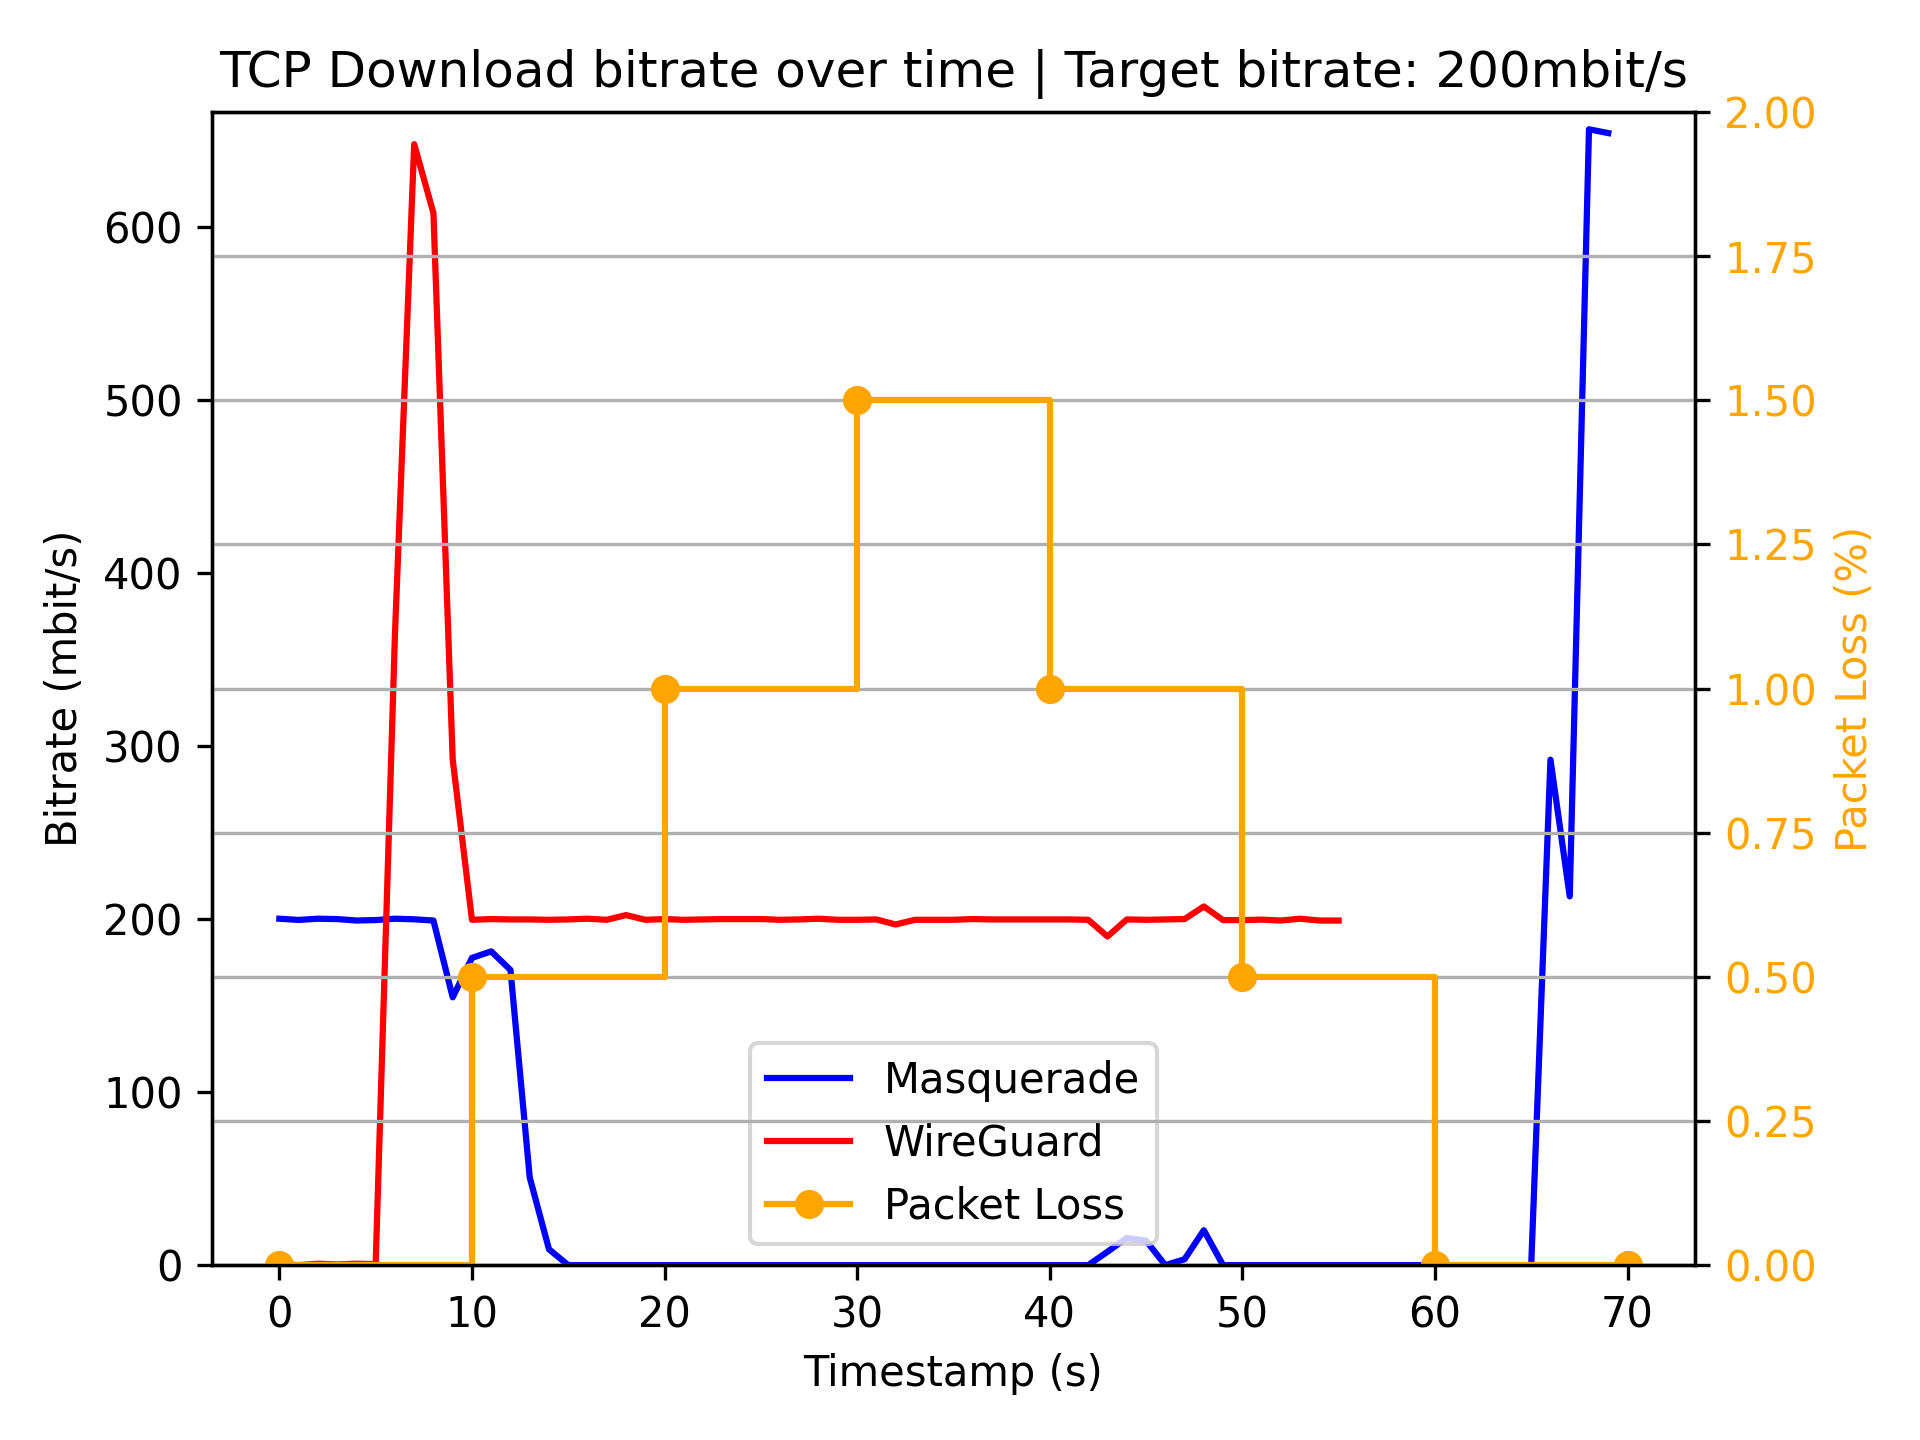 TCP Download bitrate over time | Target bitrate: 200mbit/s
600
500
400
300
200
100
0
Bitrate (mbit/s)
2.00
1.75
1.50
1.25
1.00
0.75
0.50
0.25
0.00
Packet Loss (%)
Masquerade
WireGuard
Packet Loss
0 10 20 30 40 50 60 70
Timestamp (s)